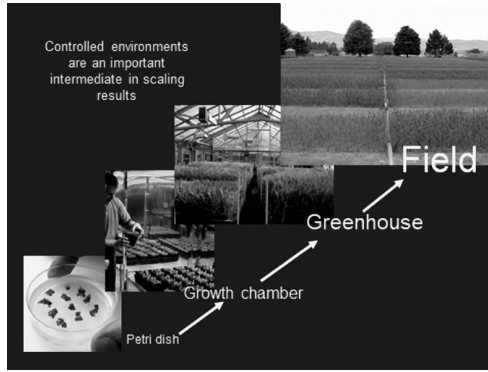 Controlled environments
are an important
intermediate in scaling
results
Field
Greenhouse
Growth chamber
Petri dish